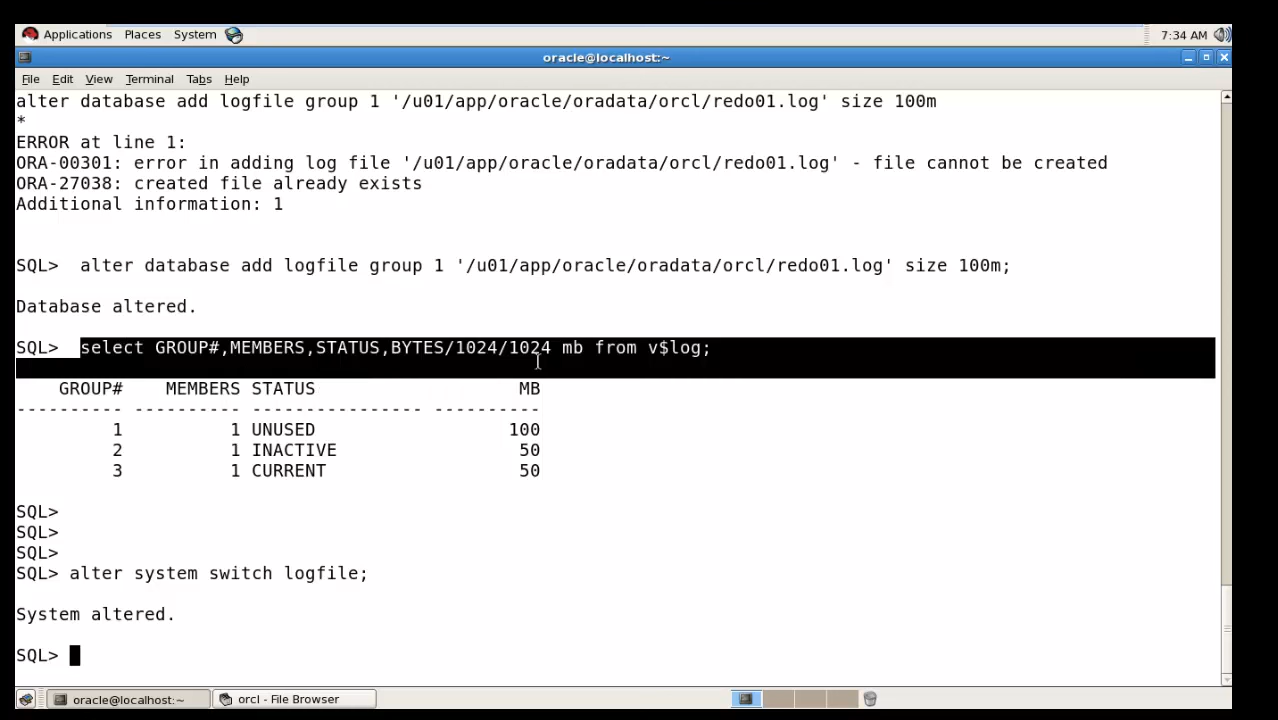 Applications Places System 7:34 AM
oracle@localhost:~
File Edit View Terminal Tabs Help
alter database add logfile group 1 '/u01/app/oracle/oradata/orcl/redo01.log' size 100m
*
ERROR at line 1:
ORA-00301: error in adding log file '/u01/app/oracle/oradata/orcl/redo01.log' - file cannot be created
ORA-27038: created file already exists
Additional information: 1
SQL>  alter database add logfile group 1 '/u01/app/oracle/oradata/orcl/redo01.log' size 100m;
Database altered.
SQL>  select GROUP#,MEMBERS,STATUS,BYTES/1024/1024 mb from v$log;
    GROUP#    MEMBERS STATUS                   MB
---------- ---------- ---------------- ----------
         1          1 UNUSED                  100
         2          1 INACTIVE                 50
         3          1 CURRENT                  50
SQL>
SQL>
SQL>
SQL> alter system switch logfile;
System altered.
SQL>
oracle@localhost:~ orcl - File Browser